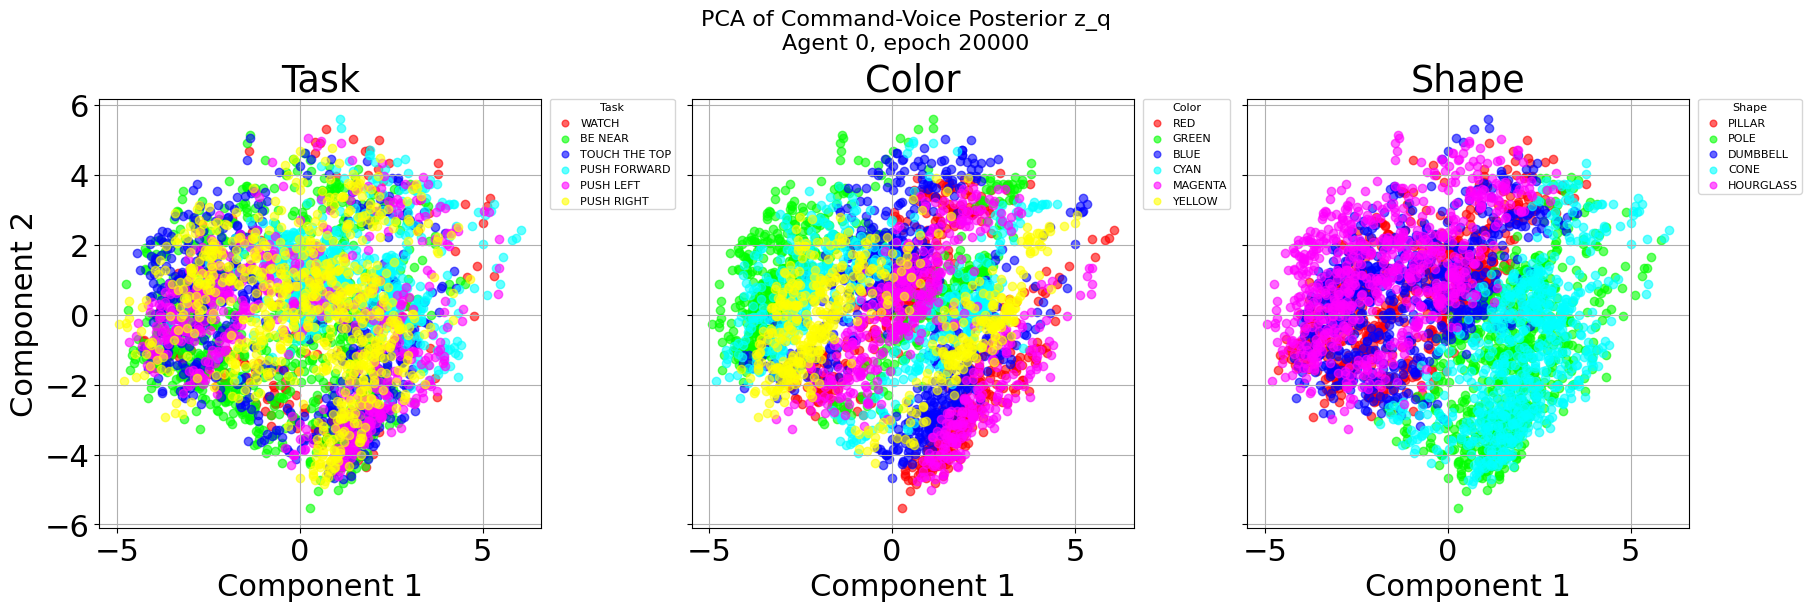 PCA of Command-Voice Posterior z_q
Agent 0, epoch 20000
Task
Component 2
6
4
2
0
−2
−4
−6
−5
0
5
Component 1
Task
WATCH
BE NEAR
TOUCH THE TOP
PUSH FORWARD
PUSH LEFT
PUSH RIGHT
Color
−5
0
5
Component 1
Color
RED
GREEN
BLUE
CYAN
MAGENTA
YELLOW
Shape
−5
0
5
Component 1
Shape
PILLAR
POLE
DUMBBELL
CONE
HOURGLASS